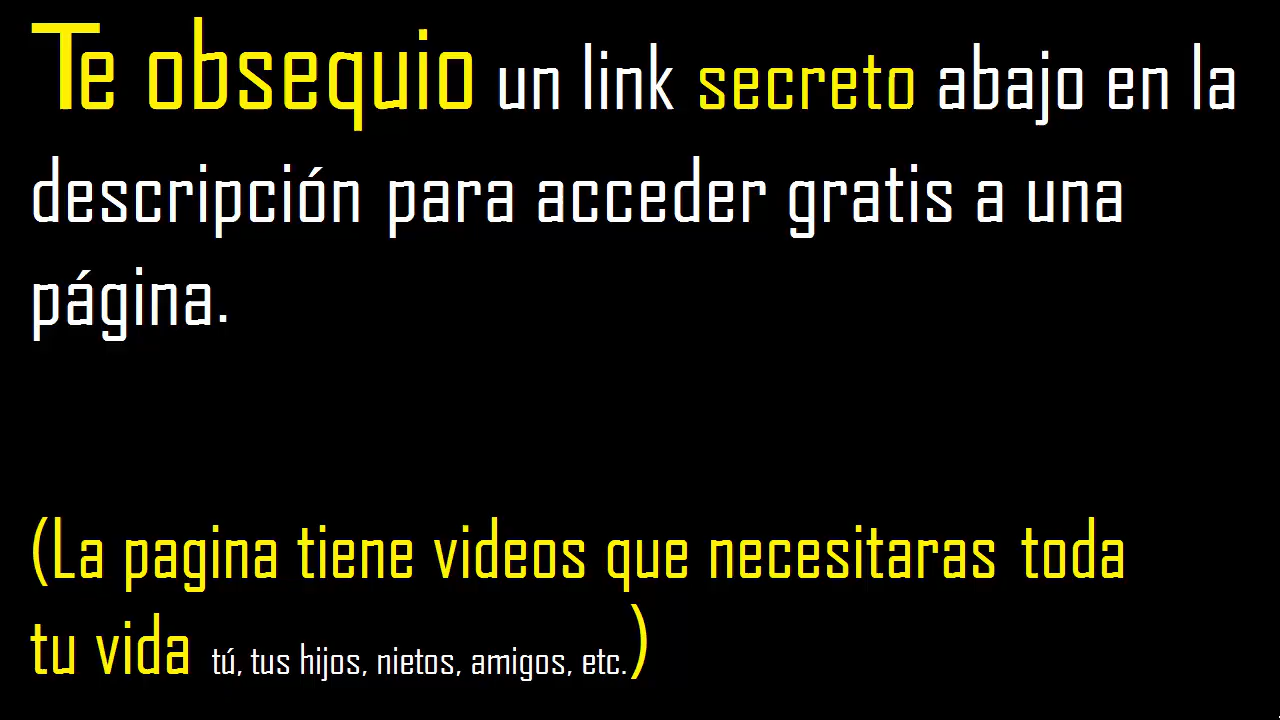 Te obsequio un link secreto abajo en la
descripción para acceder gratis a una
página.
(La pagina tiene videos que necesitaras toda
tu vida tú, tus hijos, nietos, amigos, etc.)